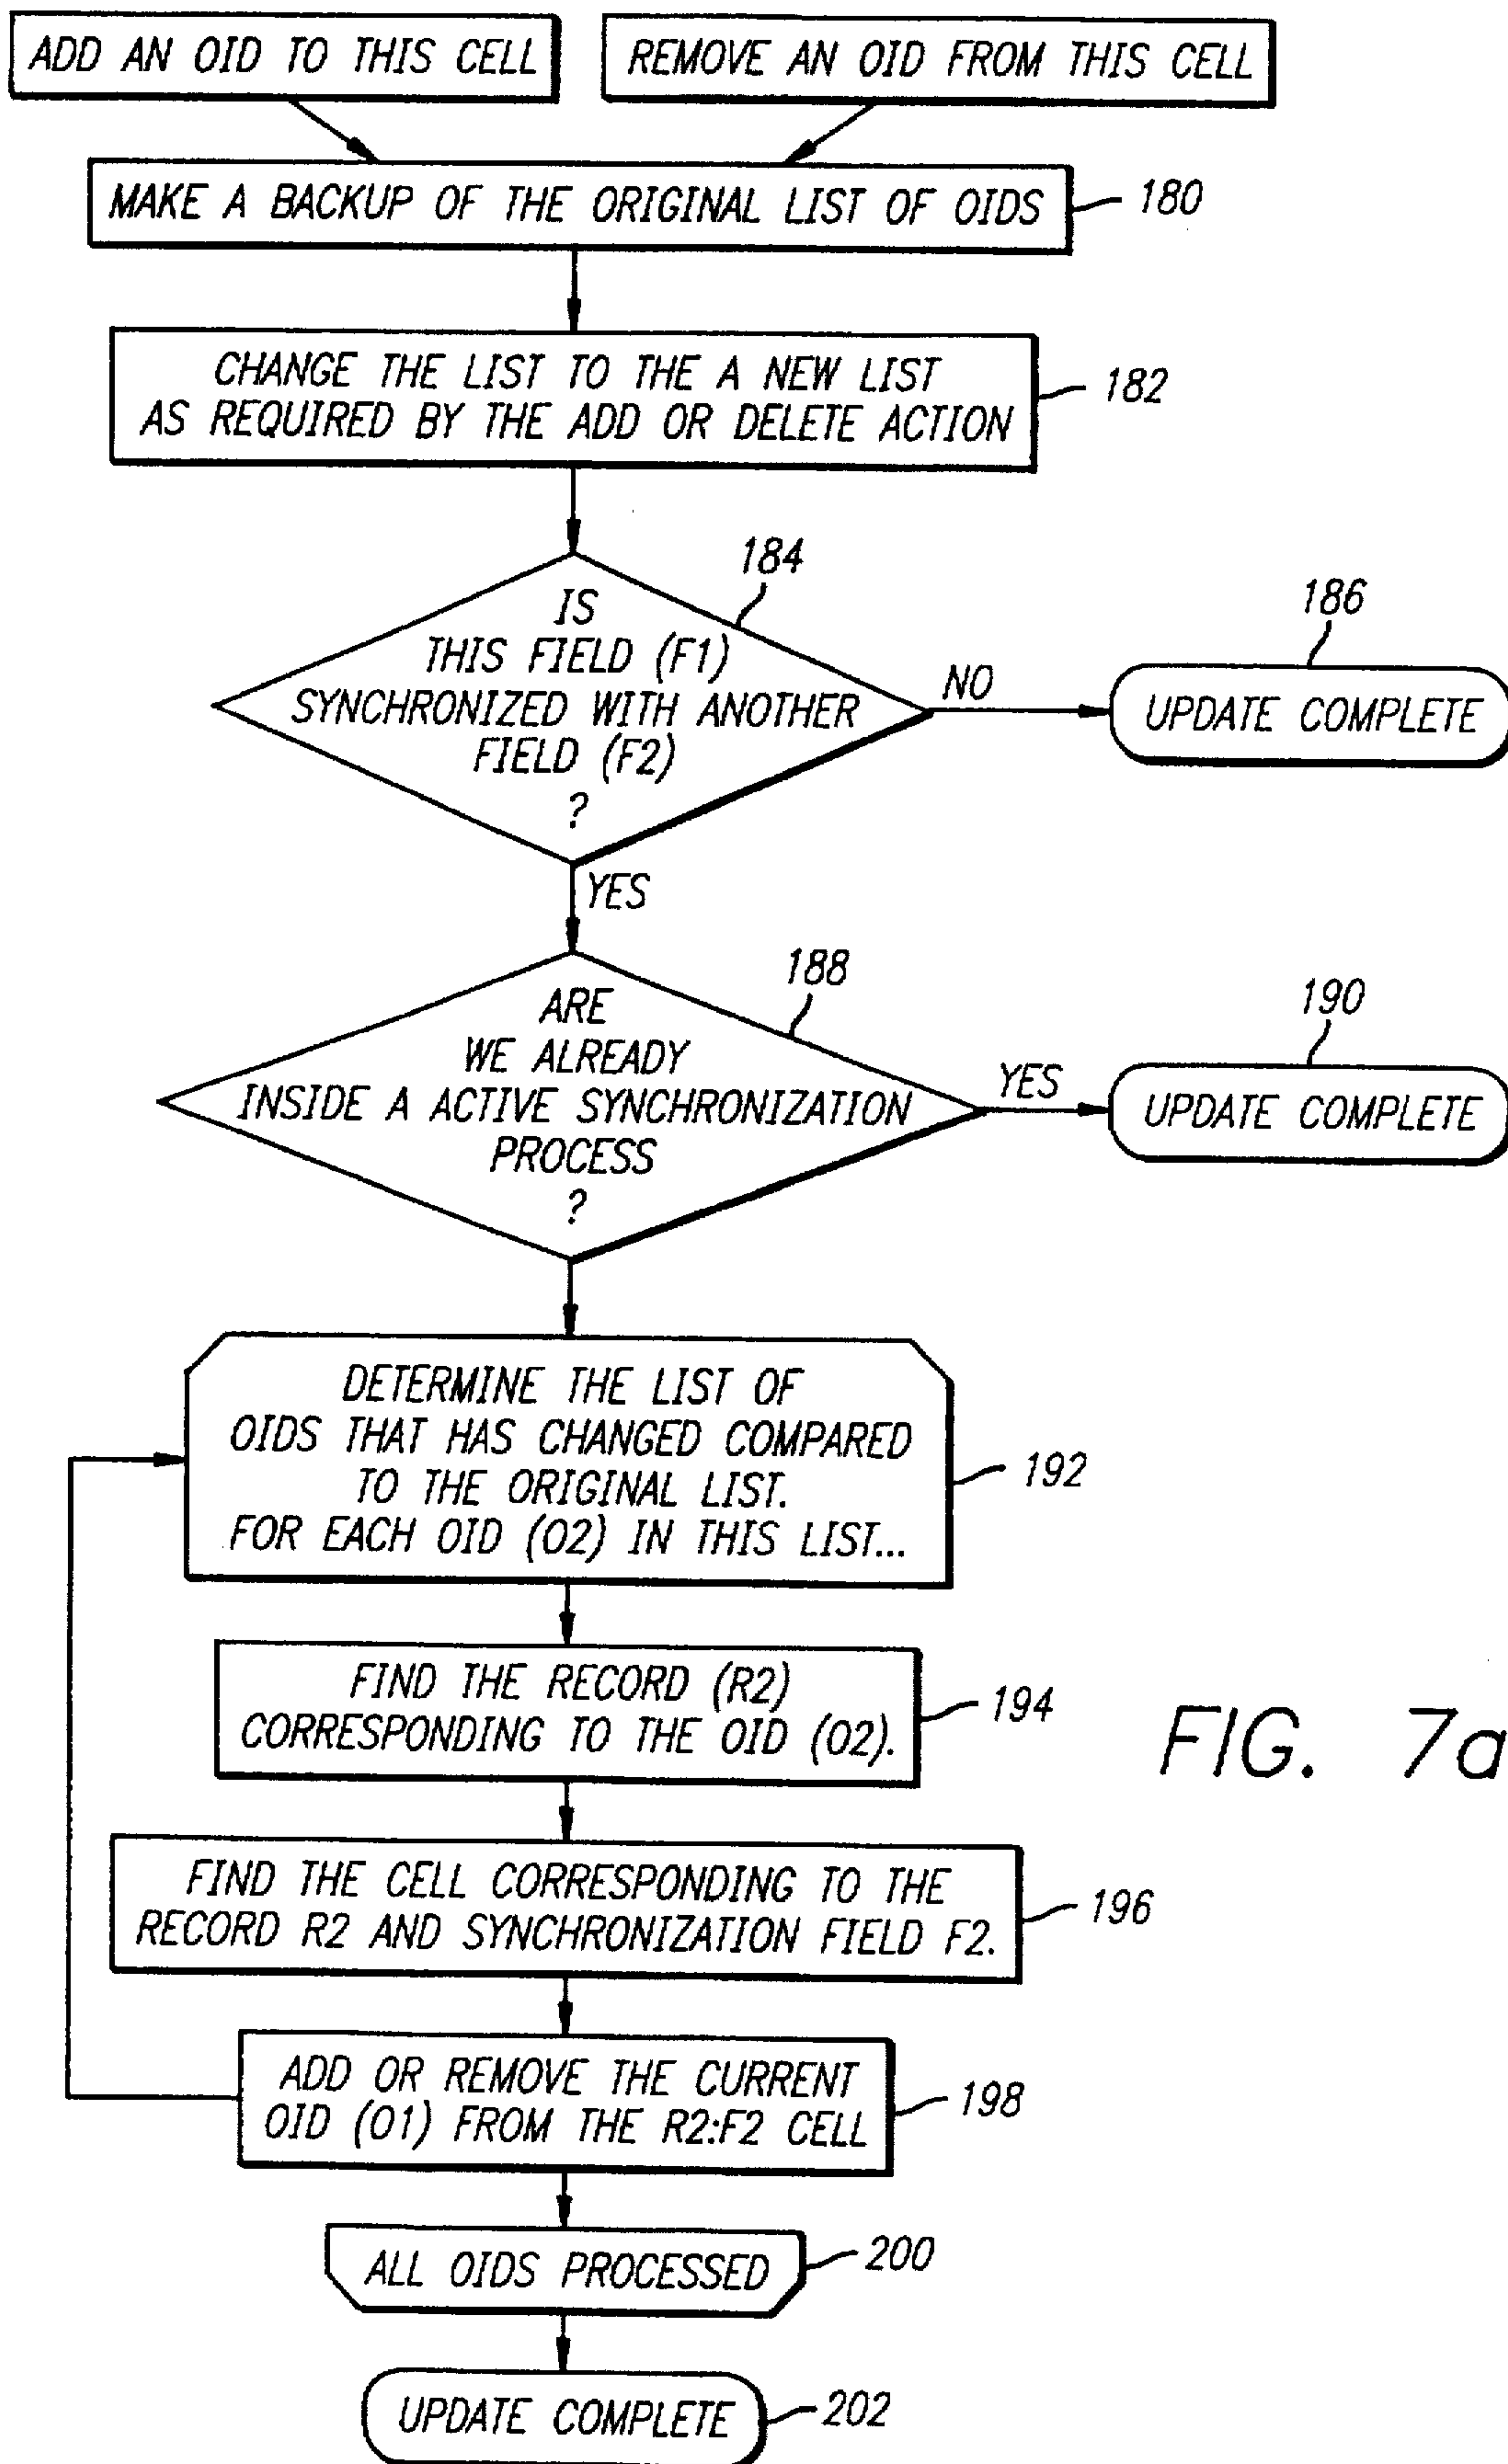 ADD AN OID TO THIS CELL
REMOVE AN OID FROM THIS CELL
MAKE A BACKUP OF THE ORIGINAL LIST OF OIDS
180
CHANGE THE LIST TO THE A NEW LIST
AS REQUIRED BY THE ADD OR DELETE ACTION
182
184
IS
THIS FIELD (F1)
SYNCHRONIZED WITH ANOTHER
FIELD (F2)
?
NO
186
UPDATE COMPLETE
YES
188
ARE
WE ALREADY
INSIDE A ACTIVE SYNCHRONIZATION
PROCESS
?
YES
190
UPDATE COMPLETE
DETERMINE THE LIST OF
OIDS THAT HAS CHANGED COMPARED
TO THE ORIGINAL LIST.
FOR EACH OID (O2) IN THIS LIST...
192
FIND THE RECORD (R2)
CORRESPONDING TO THE OID (O2).
194
FIG. 7a
FIND THE CELL CORRESPONDING TO THE
RECORD R2 AND SYNCHRONIZATION FIELD F2.
196
ADD OR REMOVE THE CURRENT
OID (O1) FROM THE R2:F2 CELL
198
ALL OIDS PROCESSED
200
UPDATE COMPLETE
202